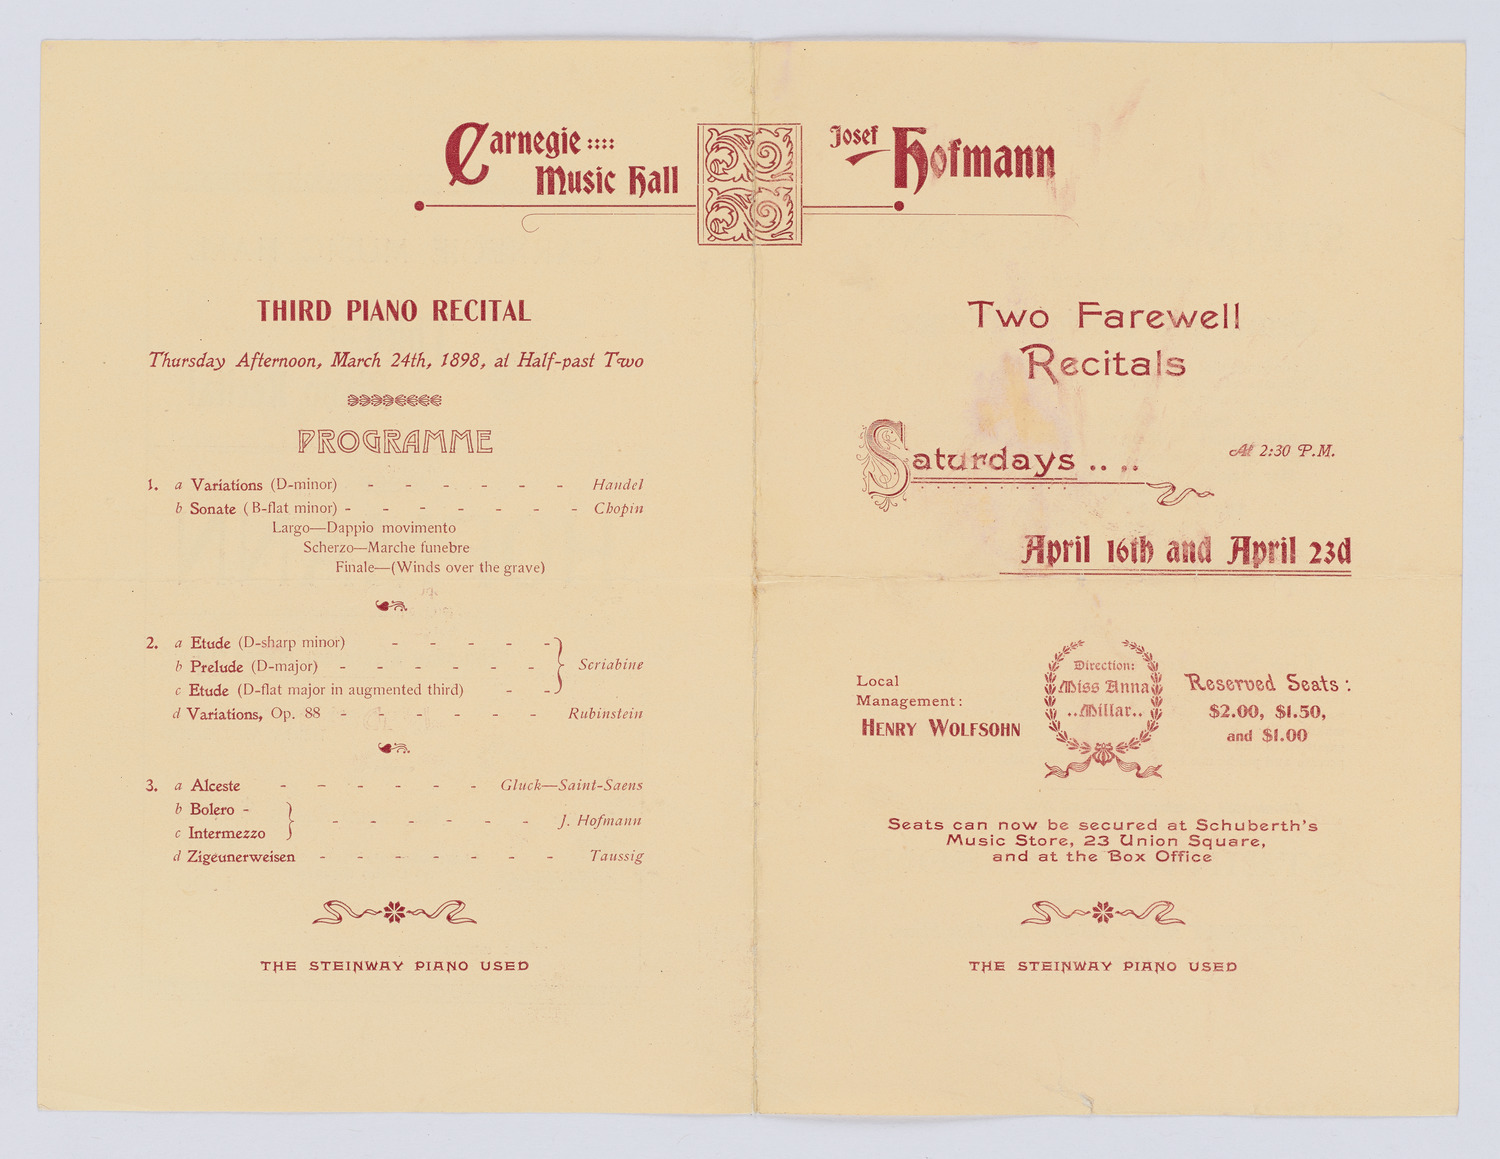 Carnegie ::::
Music Hall
Josef Hofmann
THIRD PIANO RECITAL
Thursday Afternoon, March 24th, 1898, at Half-past Two
PROGRAMME
1. a Variations (D-minor) - - - - - - Handel
b Sonate (B-flat minor) - - - - - - - Chopin
Largo—Dappio movimento
Scherzo—Marche funebre
Finale—(Winds over the grave)
2. a Etude (D-sharp minor) - - - - -
b Prelude (D-major) - - - - - - } Scriabine
c Etude (D-flat major in augmented third) - -
d Variations, Op. 88 - - - - - - Rubinstein
3. a Alceste - - - - - - Gluck—Saint-Saens
b Bolero -
} - - - - - - J. Hofmann
c Intermezzo
d Zigeunerweisen - - - - - - - Taussig
THE STEINWAY PIANO USED
Two Farewell
Recitals
Saturdays .. .. At 2:30 P.M.
April 16th and April 23d
Local
Management:
HENRY WOLFSOHN
Direction:
Miss Anna
..Millar..
Reserved Seats:
$2.00, $1.50,
and $1.00
Seats can now be secured at Schuberth's
Music Store, 23 Union Square,
and at the Box Office
THE STEINWAY PIANO USED